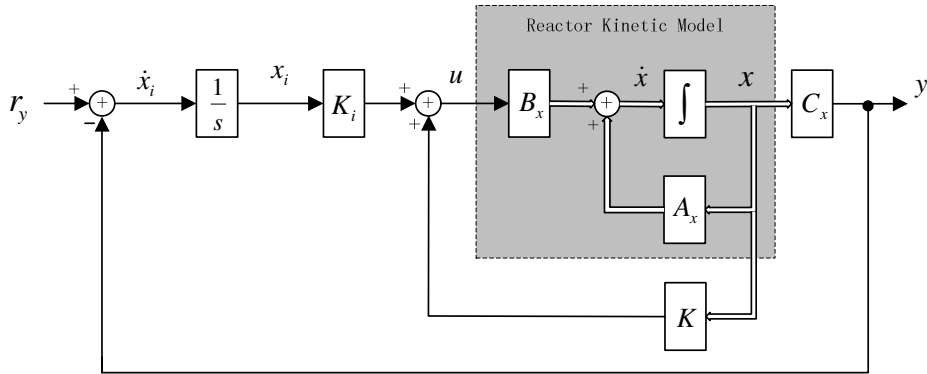 Reactor Kinetic Model
r_y
+
−
+
ẋ_i
1
s
x_i
K_i
+
+
+
u
B_x
+
+
+
ẋ
∫
x
C_x
y
A_x
K